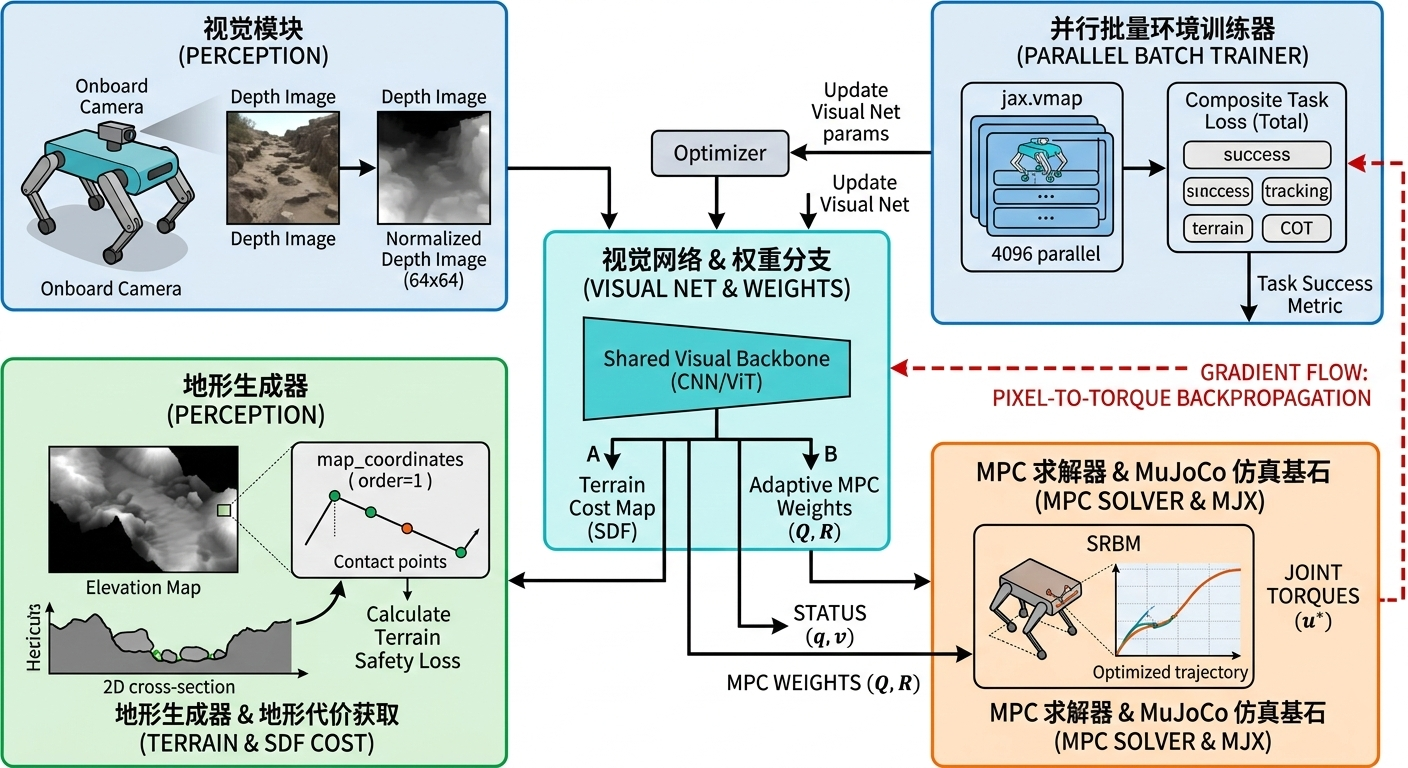 视觉模块
(PERCEPTION)
Onboard
Camera
Depth Image
Depth Image
Depth Image
Normalized
Depth Image
(64x64)
Onboard Camera
Optimizer
Update
Visual Net
params
Update
Visual Net
并行批量环境训练器
(PARALLEL BATCH TRAINER)
jax.vmap
...
...
4096 parallel
Composite Task
Loss (Total)
success
sınccess
tracking
terrain
COT
Task Success
Metric
视觉网络 & 权重分支
(VISUAL NET & WEIGHTS)
Shared Visual Backbone
(CNN/ViT)
A
Terrain
Cost Map
(SDF)
B
Adaptive MPC
Weights
(Q, R)
GRADIENT FLOW:
PIXEL-TO-TORQUE BACKPROPAGATION
地形生成器
(PERCEPTION)
Elevation Map
map_coordinates
( order=1 )
Contact points
Calculate
Terrain
Safety Loss
2D cross-section
地形生成器 & 地形代价获取
(TERRAIN & SDF COST)
STATUS
(q, v)
MPC WEIGHTS (Q, R)
MPC 求解器 & MuJoCo 仿真基石
(MPC SOLVER & MJX)
SRBM
Optimized trajectory
JOINT
TORQUES
(u*)
MPC 求解器 & MuJoCo 仿真基石
(MPC SOLVER & MJX)